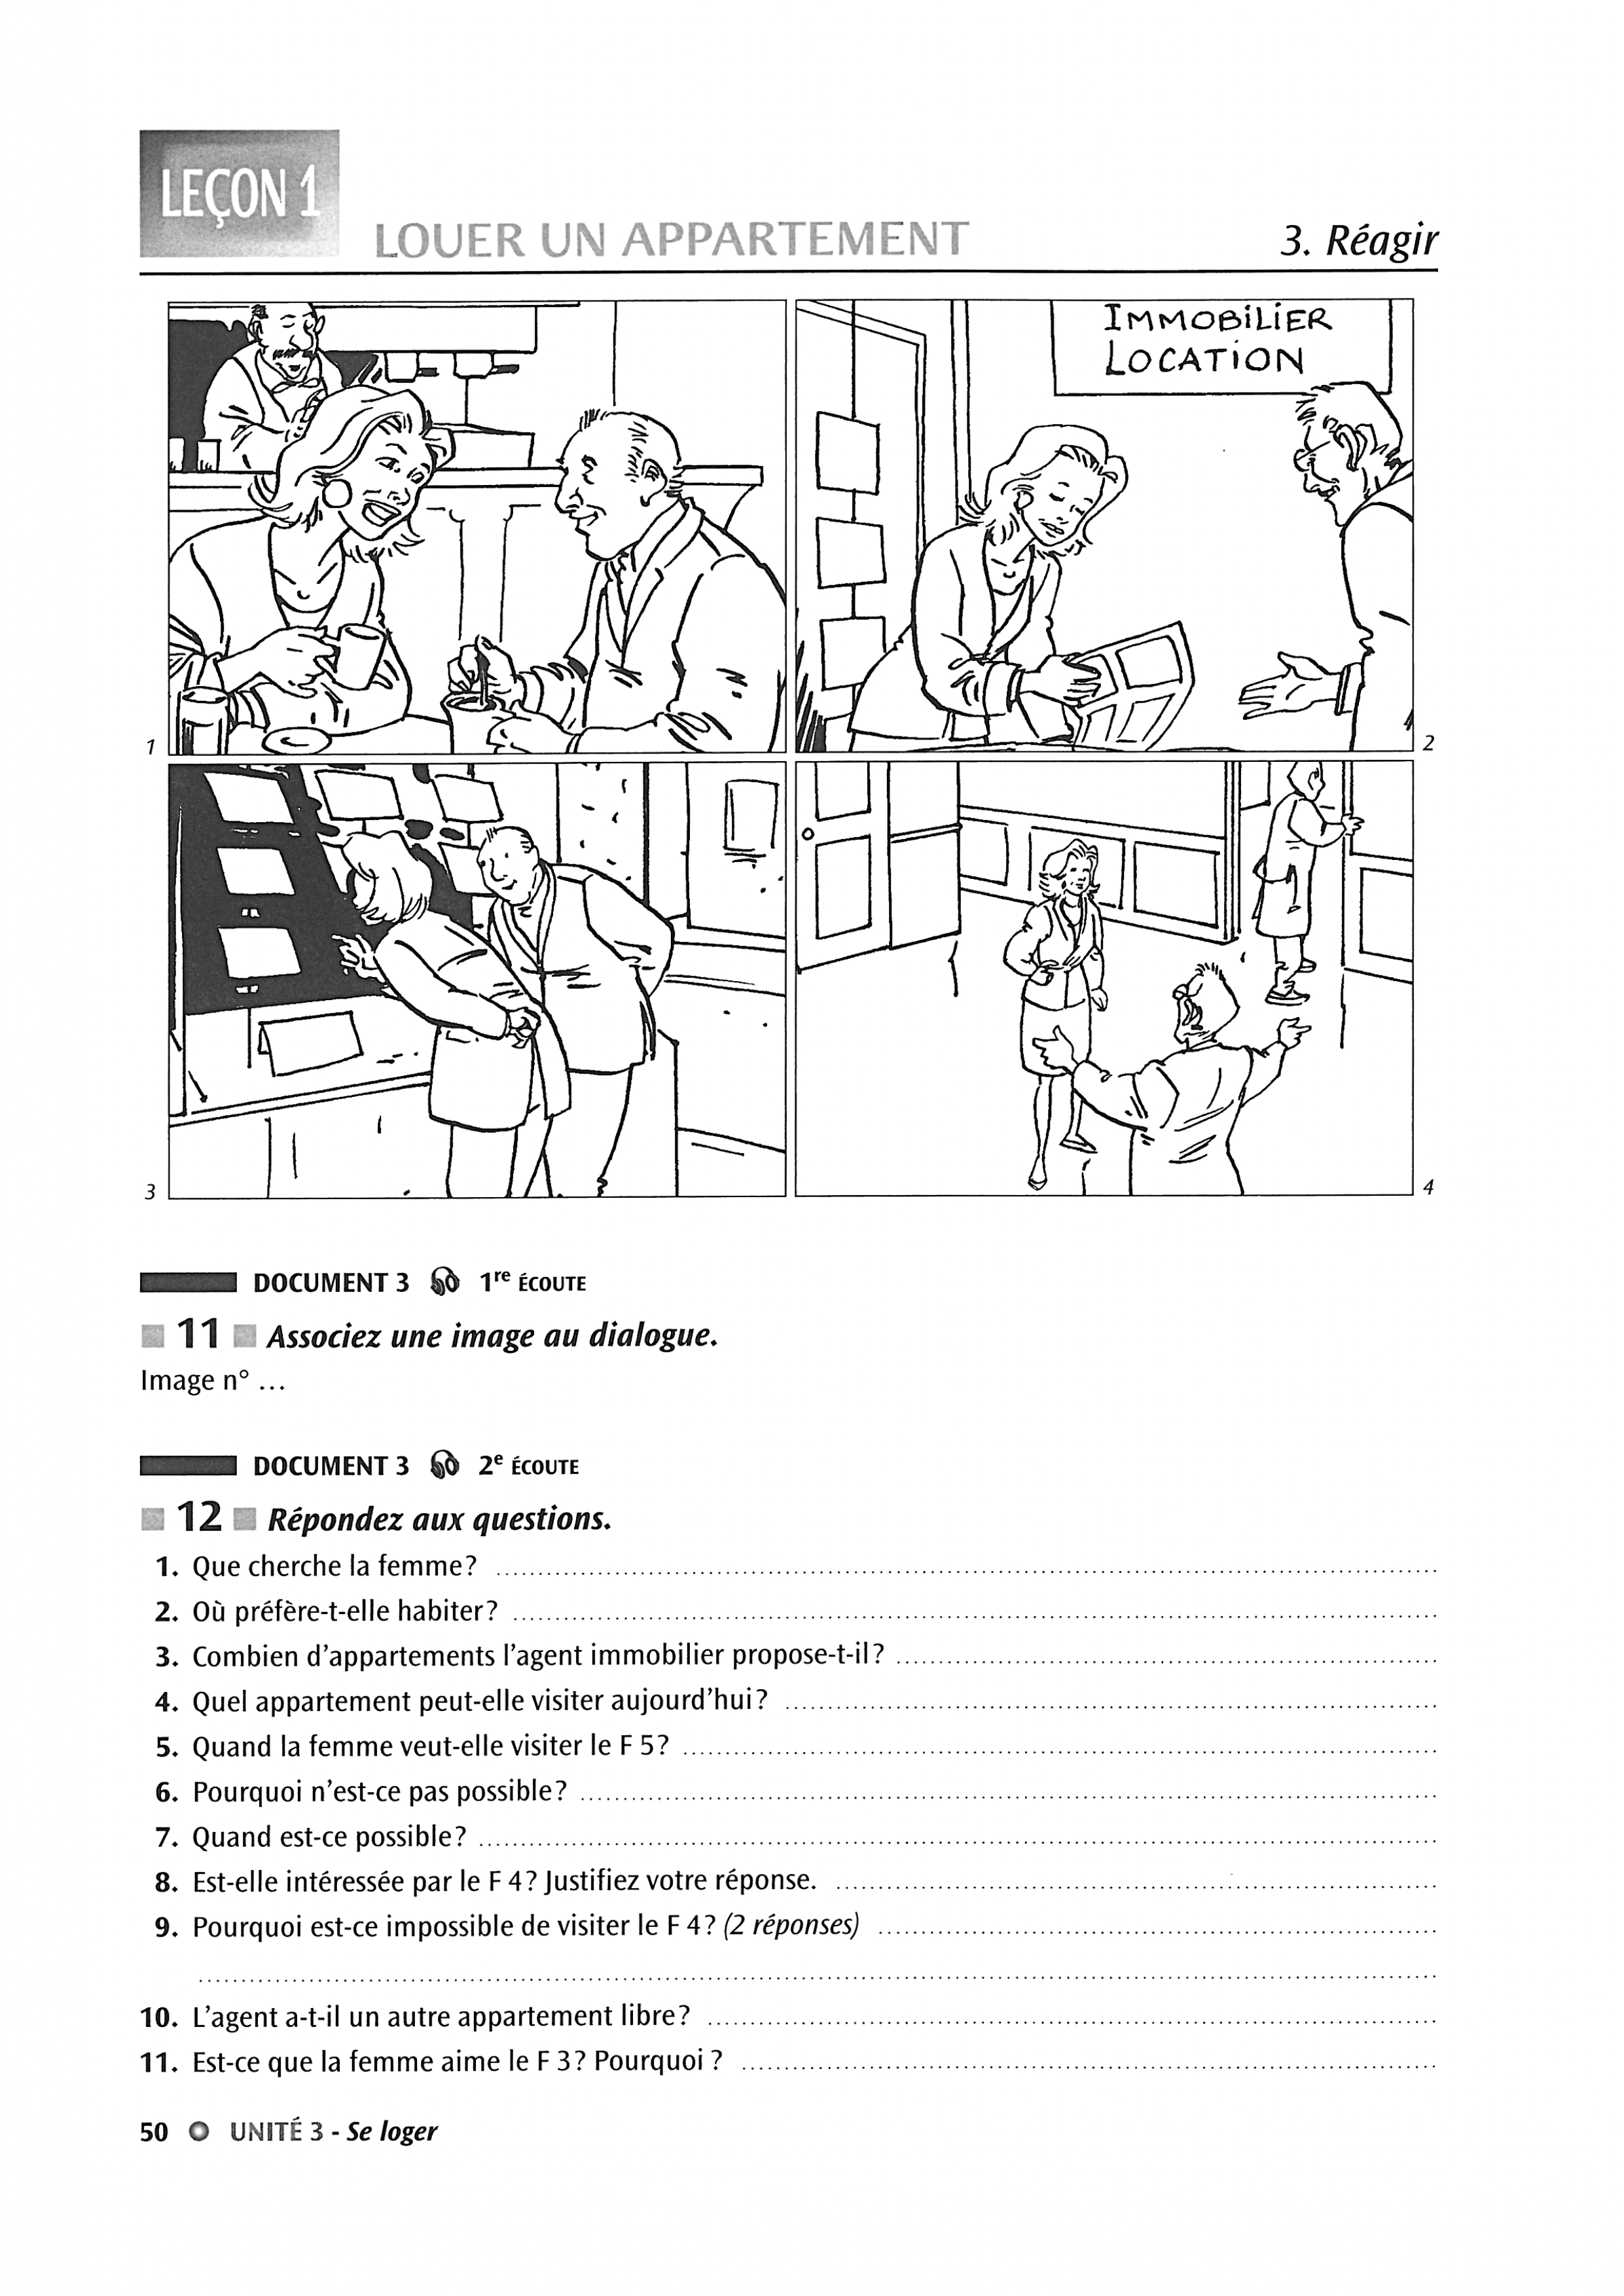 LEÇON 1
LOUER UN APPARTEMENT
3. Réagir
IMMOBILIER
LOCATION
1
2
3
4
DOCUMENT 3 1re ÉCOUTE
11 Associez une image au dialogue.
Image n° ...
DOCUMENT 3 2e ÉCOUTE
12 Répondez aux questions.
1. Que cherche la femme?
2. Où préfère-t-elle habiter?
3. Combien d'appartements l'agent immobilier propose-t-il?
4. Quel appartement peut-elle visiter aujourd'hui?
5. Quand la femme veut-elle visiter le F 5?
6. Pourquoi n'est-ce pas possible?
7. Quand est-ce possible?
8. Est-elle intéressée par le F 4? Justifiez votre réponse.
9. Pourquoi est-ce impossible de visiter le F 4? (2 réponses)
10. L'agent a-t-il un autre appartement libre?
11. Est-ce que la femme aime le F 3? Pourquoi ?
50 UNITÉ 3 - Se loger